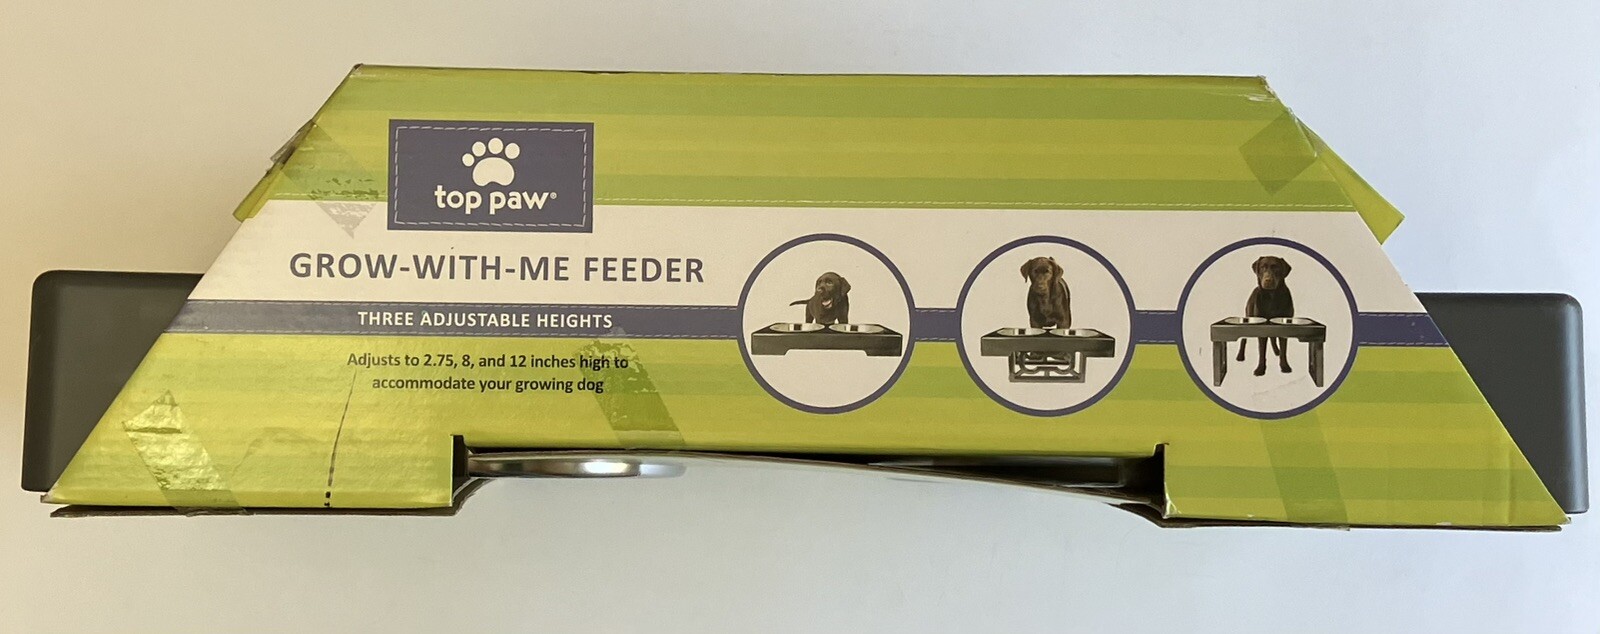 top paw®
GROW-WITH-ME FEEDER
THREE ADJUSTABLE HEIGHTS
Adjusts to 2.75, 8, and 12 inches high to
accommodate your growing dog